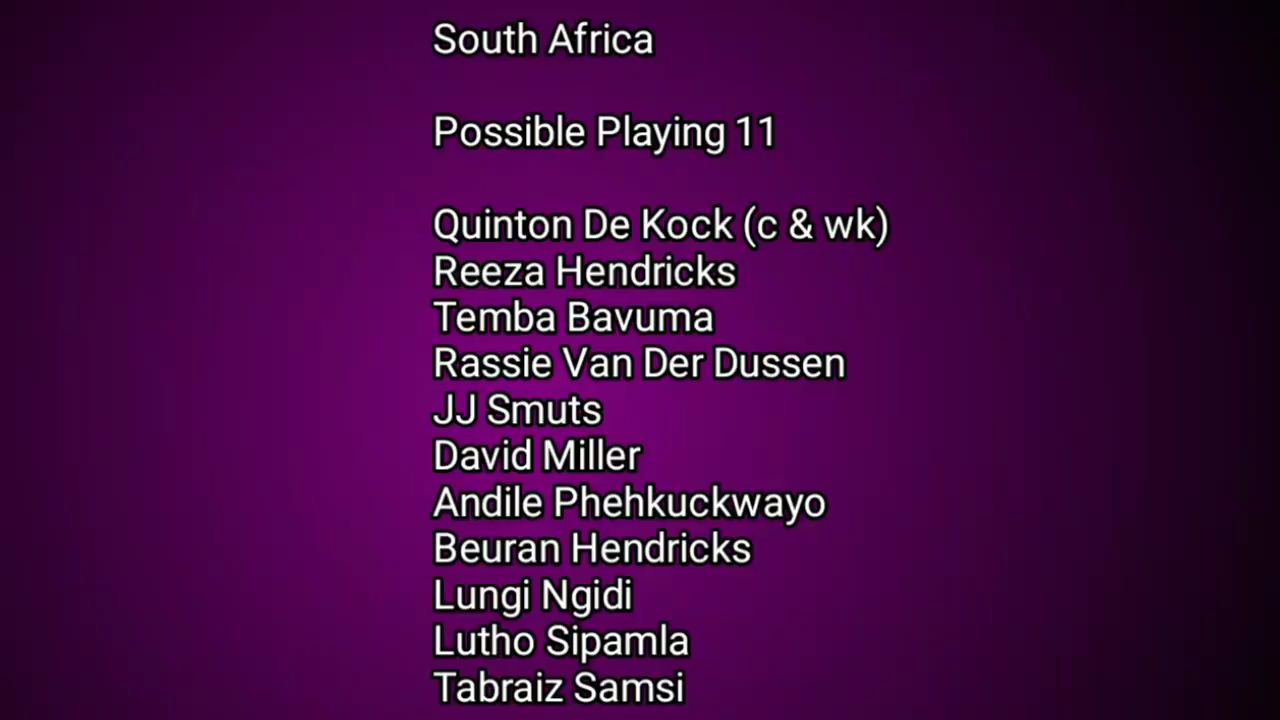 South Africa
Possible Playing 11
Quinton De Kock (c & wk)
Reeza Hendricks
Temba Bavuma
Rassie Van Der Dussen
JJ Smuts
David Miller
Andile Phehkuckwayo
Beuran Hendricks
Lungi Ngidi
Lutho Sipamla
Tabraiz Samsi